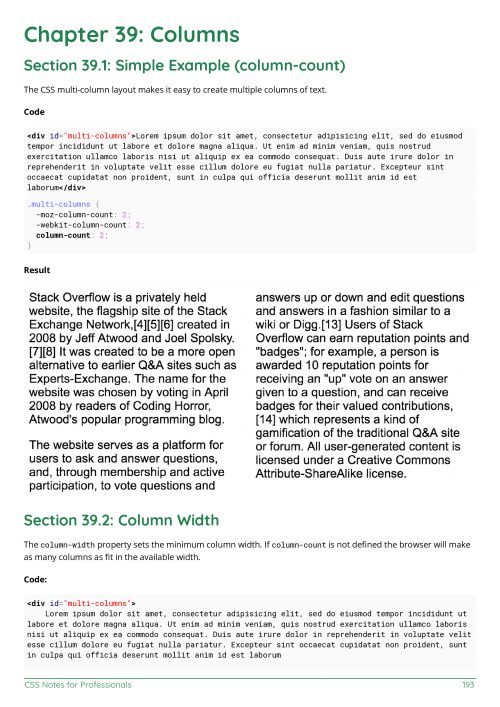 Chapter 39: Columns
Section 39.1: Simple Example (column-count)
The CSS multi-column layout makes it easy to create multiple columns of text.
Code
<div id="multi-columns">Lorem ipsum dolor sit amet, consectetur adipisicing elit, sed do eiusmod
tempor incididunt ut labore et dolore magna aliqua. Ut enim ad minim veniam, quis nostrud
exercitation ullamco laboris nisi ut aliquip ex ea commodo consequat. Duis aute irure dolor in
reprehenderit in voluptate velit esse cillum dolore eu fugiat nulla pariatur. Excepteur sint
occaecat cupidatat non proident, sunt in culpa qui officia deserunt mollit anim id est
laborum</div>
.multi-columns {
-moz-column-count: 2;
-webkit-column-count: 2;
column-count: 2;
}
Result
Stack Overflow is a privately held
website, the flagship site of the Stack
Exchange Network,[4][5][6] created in
2008 by Jeff Atwood and Joel Spolsky.
[7][8] It was created to be a more open
alternative to earlier Q&A sites such as
Experts-Exchange. The name for the
website was chosen by voting in April
2008 by readers of Coding Horror,
Atwood's popular programming blog.
The website serves as a platform for
users to ask and answer questions,
and, through membership and active
participation, to vote questions and
answers up or down and edit questions
and answers in a fashion similar to a
wiki or Digg.[13] Users of Stack
Overflow can earn reputation points and
"badges"; for example, a person is
awarded 10 reputation points for
receiving an "up" vote on an answer
given to a question, and can receive
badges for their valued contributions,
[14] which represents a kind of
gamification of the traditional Q&A site
or forum. All user-generated content is
licensed under a Creative Commons
Attribute-ShareAlike license.
Section 39.2: Column Width
The column-width property sets the minimum column width. If column-count is not defined the browser will make
as many columns as fit in the available width.
Code:
<div id="multi-columns">
Lorem ipsum dolor sit amet, consectetur adipisicing elit, sed do eiusmod tempor incididunt ut
labore et dolore magna aliqua. Ut enim ad minim veniam, quis nostrud exercitation ullamco laboris
nisi ut aliquip ex ea commodo consequat. Duis aute irure dolor in reprehenderit in voluptate velit
esse cillum dolore eu fugiat nulla pariatur. Excepteur sint occaecat cupidatat non proident, sunt
in culpa qui officia deserunt mollit anim id est laborum
CSS Notes for Professionals
193